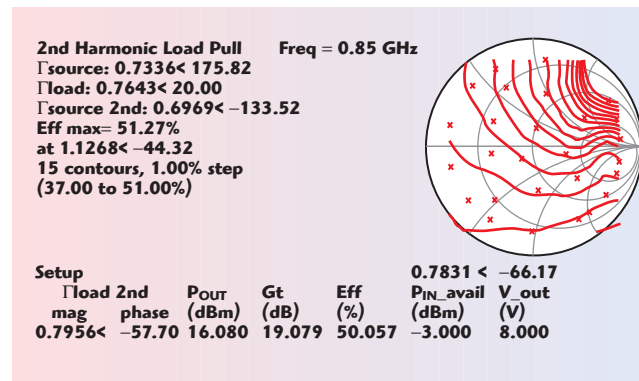 2nd Harmonic Load Pull Freq = 0.85 GHz
Γsource: 0.7336< 175.82
Γload: 0.7643< 20.00
Γsource 2nd: 0.6969< −133.52
Eff max= 51.27%
at 1.1268< −44.32
15 contours, 1.00% step
(37.00 to 51.00%)
Setup 0.7831 < −66.17
Γload 2nd POUT Gt Eff PIN_avail V_out
mag phase (dBm) (dB) (%) (dBm) (V)
0.7956< −57.70 16.080 19.079 50.057 −3.000 8.000